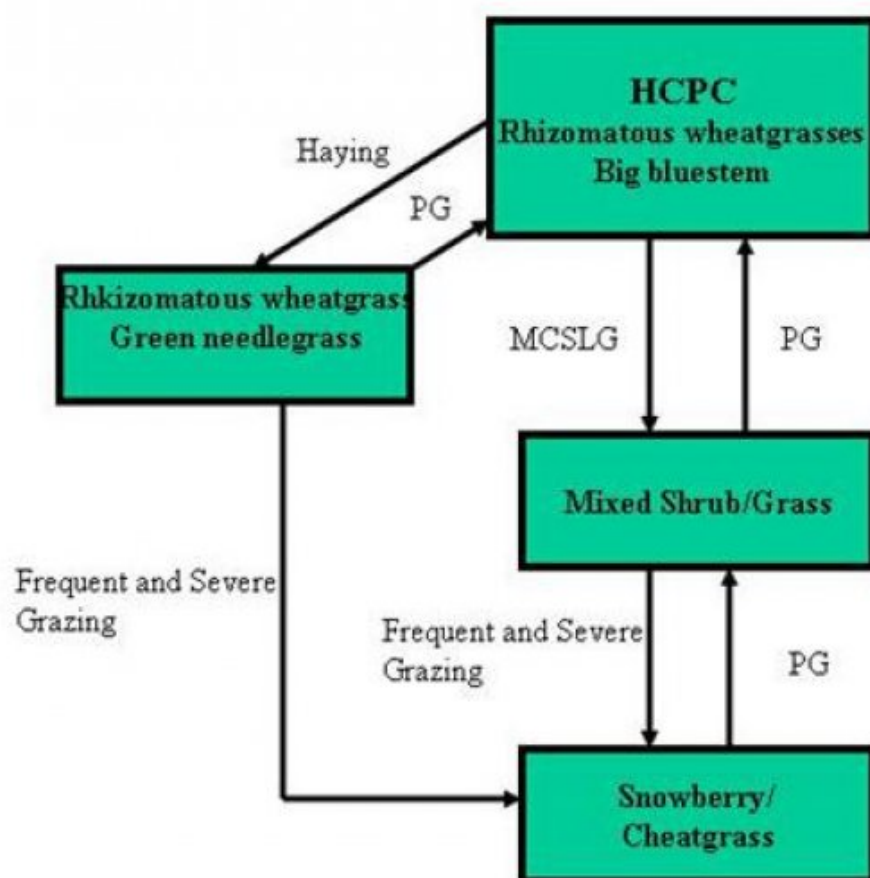 HCPC
Rhizomatous wheatgrasses
Big bluestem
Haying
PG
Rhkizomatous wheatgrass
Green needlegrass
MCSLG
PG
Mixed Shrub/Grass
Frequent and Severe
Grazing
Frequent and Severe
Grazing
PG
Snowberry/
Cheatgrass